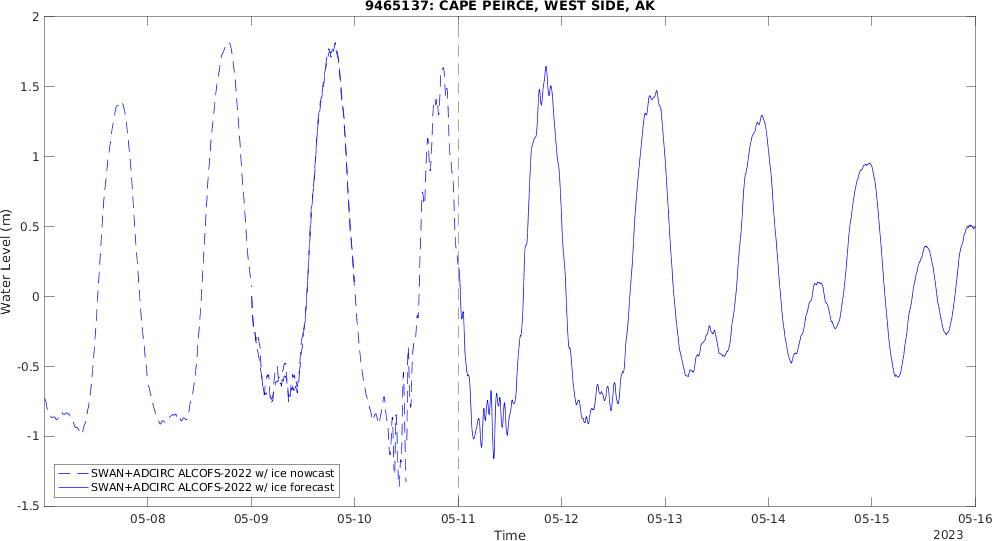 9465137: CAPE PEIRCE, WEST SIDE, AK
2
1.5
1
0.5
0
-0.5
-1
-1.5
Water Level (m)
SWAN+ADCIRC ALCOFS-2022 w/ ice nowcast
SWAN+ADCIRC ALCOFS-2022 w/ ice forecast
05-08 05-09 05-10 05-11 05-12 05-13 05-14 05-15 05-16
Time
2023